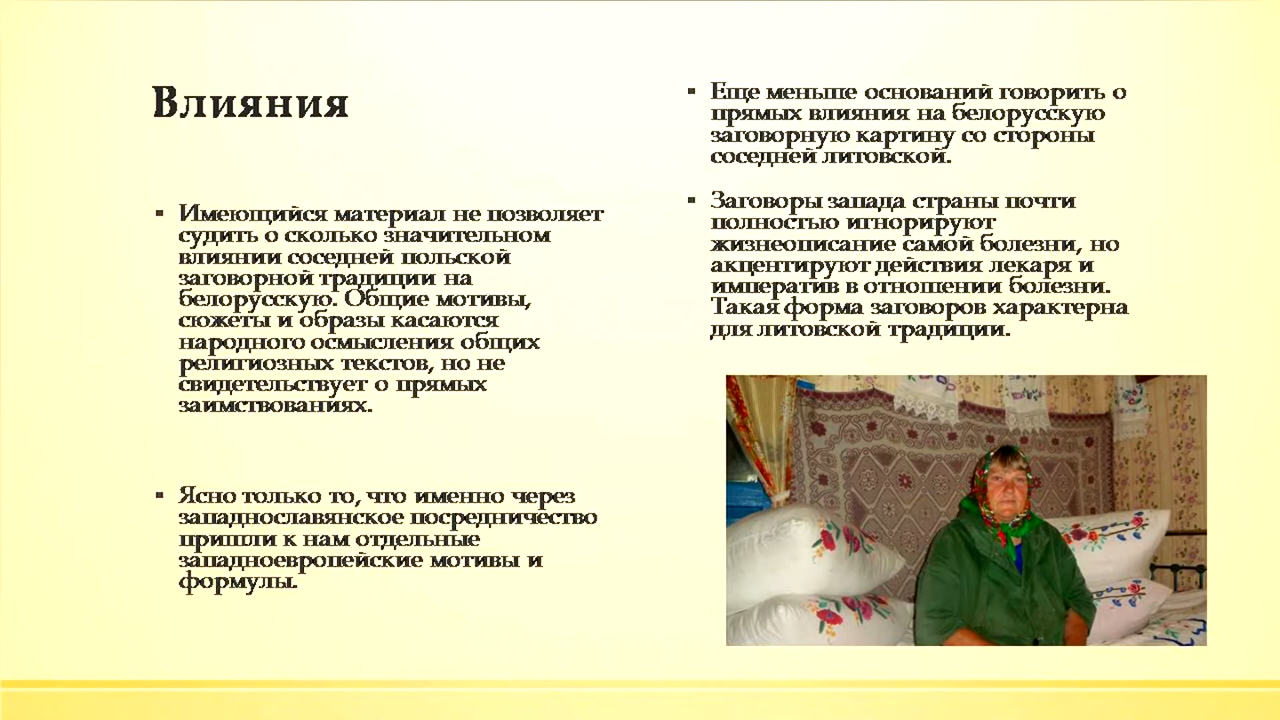 Влияния
Имеющийся материал не позволяет
судить о сколько значительном
влиянии соседней польской
заговорной традиции на
белорусскую. Общие мотивы,
сюжеты и образы касаются
народного осмысления общих
религиозных текстов, но не
свидетельствует о прямых
заимствованиях.
Ясно только то, что именно через
западнославянское посредничество
пришли к нам отдельные
западноевропейские мотивы и
формулы.
Еще меньше оснований говорить о
прямых влияния на белорусскую
заговорную картину со стороны
соседней литовской.
Заговоры запада страны почти
полностью игнорируют
жизнеописание самой болезни, но
акцентируют действия лекаря и
императив в отношении болезни.
Такая форма заговоров характерна
для литовской традиции.